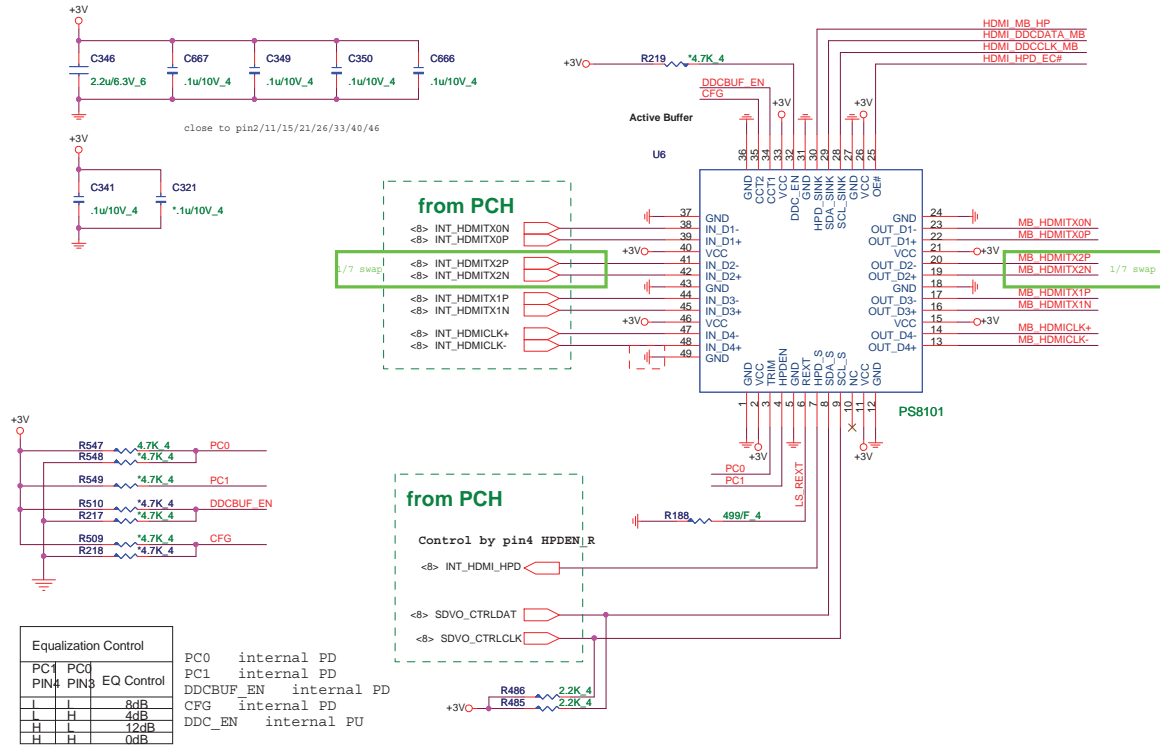 +3V
C346
2.2u/6.3V_6
C667
.1u/10V_4
C349
.1u/10V_4
C350
.1u/10V_4
C666
.1u/10V_4
close to pin2/11/15/21/26/33/40/46
+3V
C341
.1u/10V_4
C321
*.1u/10V_4
HDMI_MB_HP
HDMI_DDCDATA_MB
HDMI_DDCCLK_MB
HDMI_HPD_EC#
+3V
R219
*4.7K_4
DDCBUF_EN
CFG
+3V
+3V
Active Buffer
U6
36
35
34
33
32
31
30
29
28
27
26
25
GND
CCT2
CCT1
VCC
DDC_EN
GND
HPD_SINK
SDA_SINK
SCL_SINK
GND
VCC
OE#
from PCH
<8> INT_HDMITX0N
<8> INT_HDMITX0P
1/7 swap
<8> INT_HDMITX2P
<8> INT_HDMITX2N
<8> INT_HDMITX1P
<8> INT_HDMITX1N
<8> INT_HDMICLK+
<8> INT_HDMICLK-
+3V
+3V
37 GND
38 IN_D1-
39 IN_D1+
40 VCC
41 IN_D2-
42 IN_D2+
43 GND
44 IN_D3-
45 IN_D3+
46 VCC
47 IN_D4-
48 IN_D4+
49 GND
GND 24
OUT_D1- 23 MB_HDMITX0N
OUT_D1+ 22 MB_HDMITX0P
VCC 21 +3V
OUT_D2- 20 MB_HDMITX2P
OUT_D2+ 19 MB_HDMITX2N
1/7 swap
GND 18
OUT_D3- 17 MB_HDMITX1P
OUT_D3+ 16 MB_HDMITX1N
VCC 15 +3V
OUT_D4- 14 MB_HDMICLK+
OUT_D4+ 13 MB_HDMICLK-
GND
VCC
TRIM
HPDEN
GND
REXT
HPD_S
SDA_S
SCL_S
NC
VCC
GND
1
2
3
4
5
6
7
8
9
10
11
12
PS8101
+3V
+3V
PC0
PC1
LS_REXT
R188
499/F_4
+3V
R547
4.7K_4
PC0
R548
*4.7K_4
R549
*4.7K_4
PC1
R510
*4.7K_4
DDCBUF_EN
R217
*4.7K_4
R509
*4.7K_4
CFG
R218
*4.7K_4
from PCH
Control by pin4 HPDEN_R
<8> INT_HDMI_HPD
<8> SDVO_CTRLDAT
<8> SDVO_CTRLCLK
+3V
R486
2.2K_4
R485
2.2K_4
Equalization Control
PC1 PIN4
PC0 PIN3
EQ Control
L L 8dB
L H 4dB
H L 12dB
H H 0dB
PC0 internal PD
PC1 internal PD
DDCBUF_EN internal PD
CFG internal PD
DDC_EN internal PU